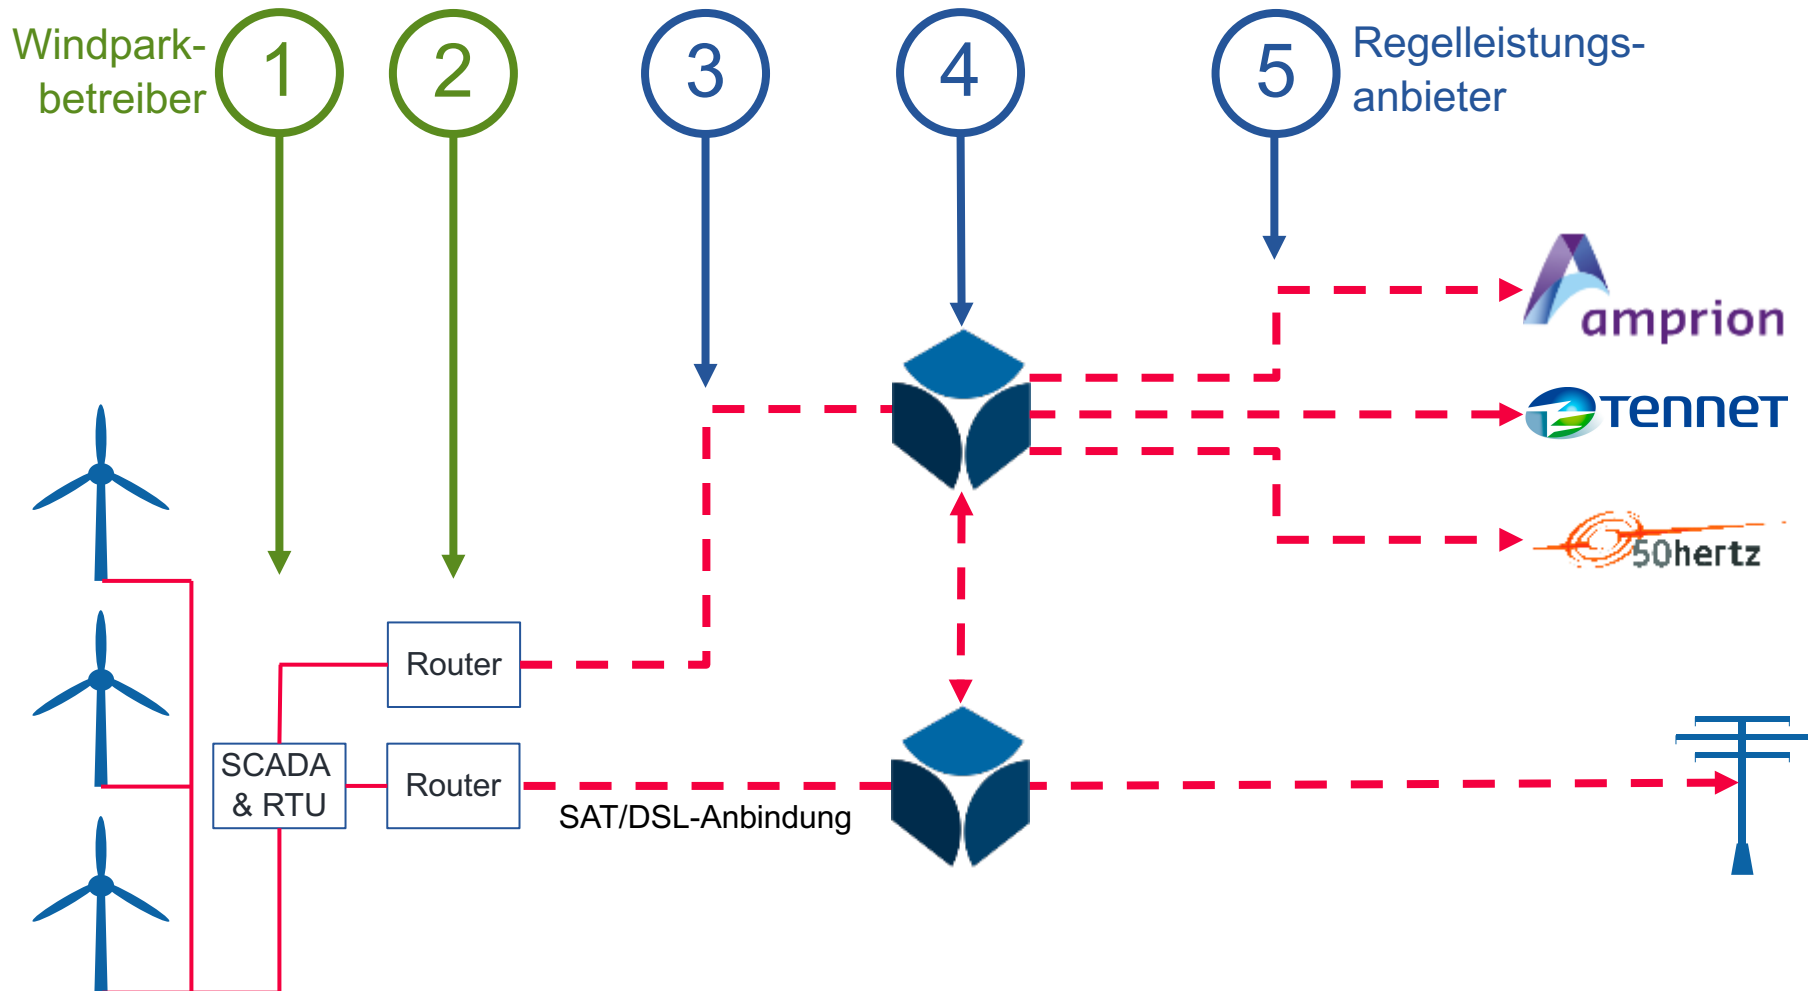 Windpark-
betreiber
1
2
3
4
5
Regelleistungs-
anbieter
amprion
TenneT
50hertz
Router
SCADA
& RTU
Router
SAT/DSL-Anbindung